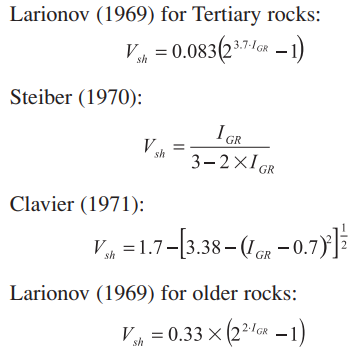 Larionov (1969) for Tertiary rocks:
V_sh = 0.083(2^{3.7·I_GR} – 1)
Steiber (1970):
V_sh = I_GR / (3 – 2 × I_GR)
Clavier (1971):
V_sh = 1.7 – [3.38 – (I_GR – 0.7)^2]^{1/2}
Larionov (1969) for older rocks:
V_sh = 0.33 × (2^{2·I_GR} – 1)